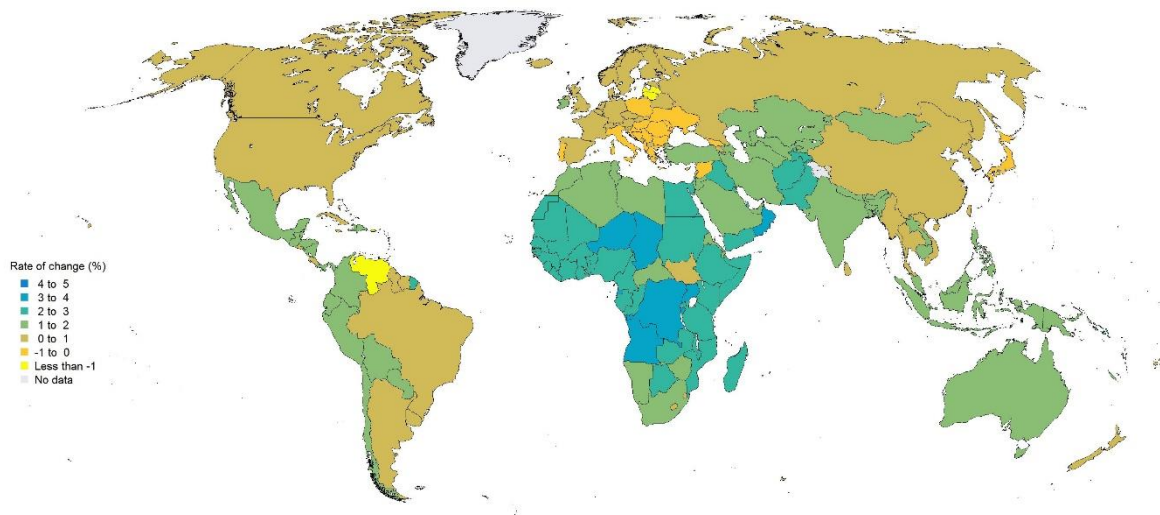 Rate of change (%)
4 to 5
3 to 4
2 to 3
1 to 2
0 to 1
-1 to 0
Less than -1
No data